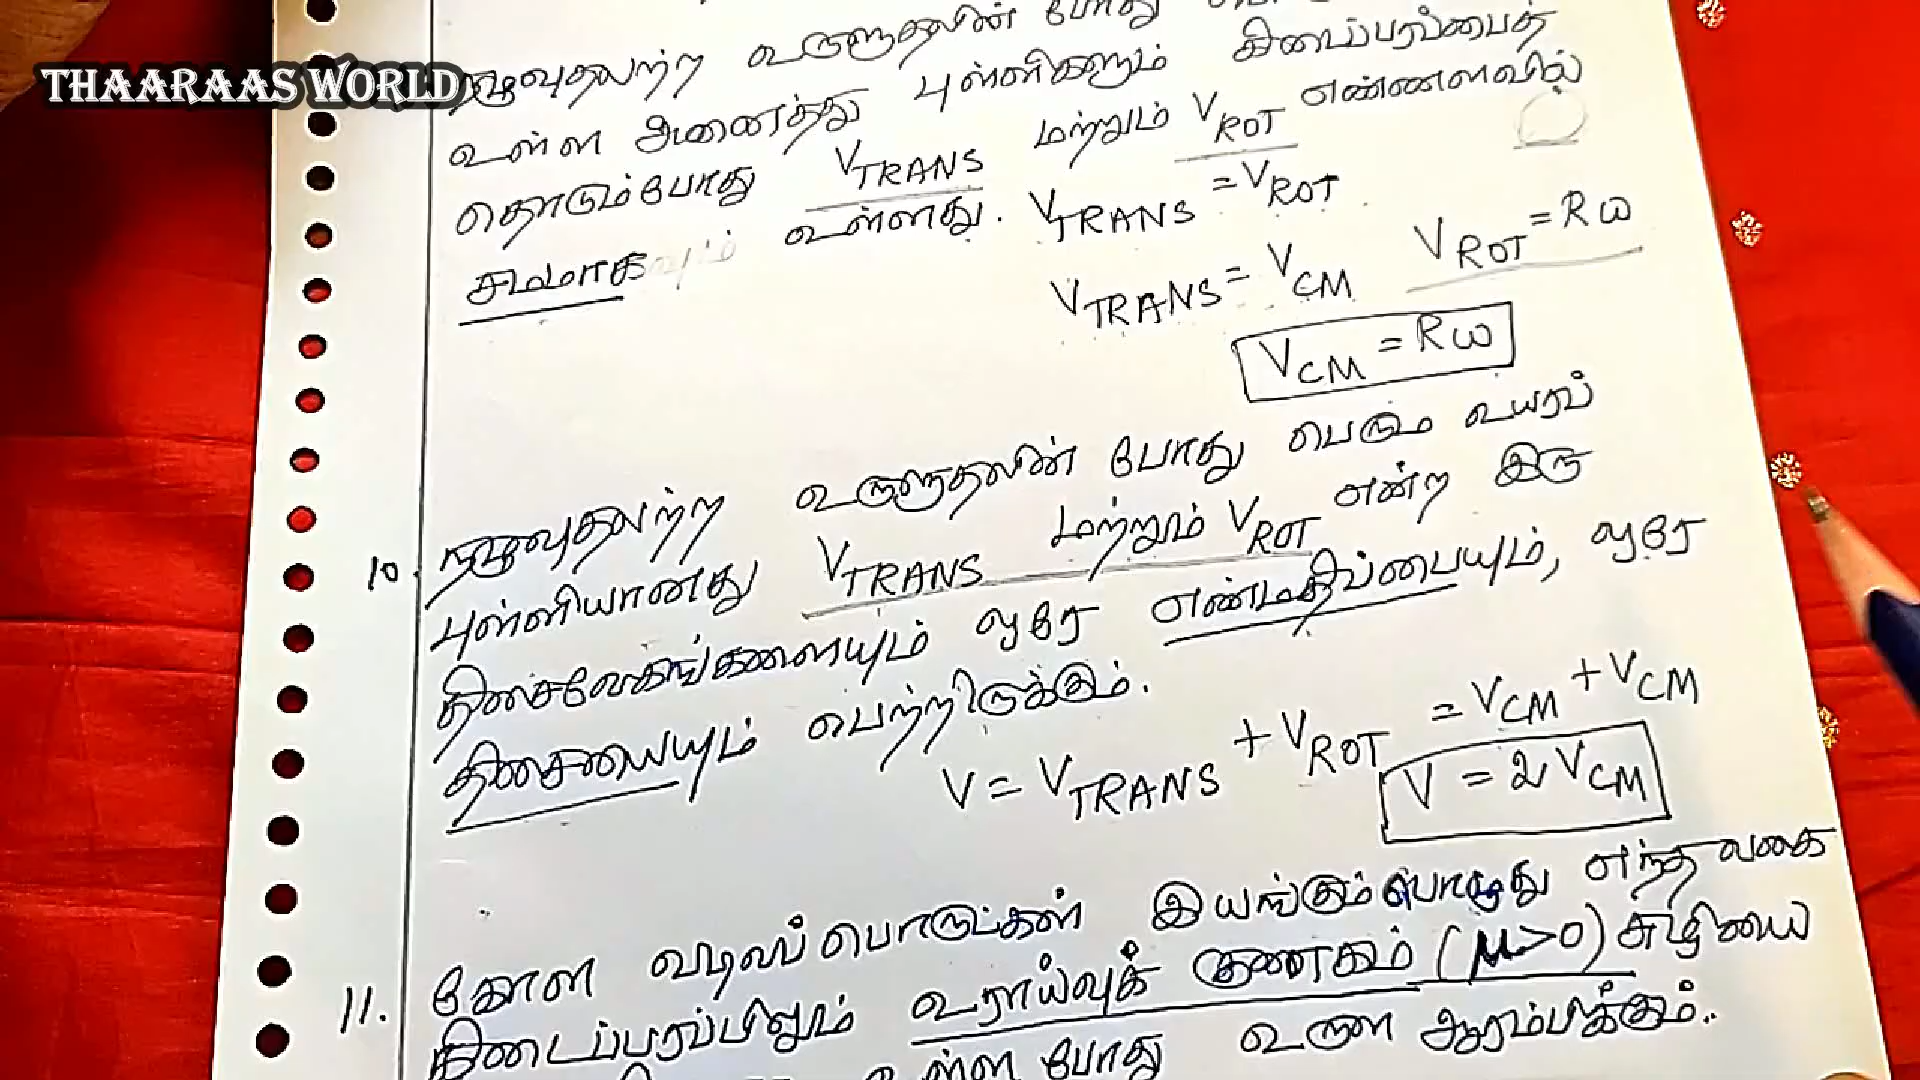 THAARAAS WORLD
நழுவுதலற்ற உருளுதலின் போது
உள்ள அனைத்து புள்ளிகளும் கிடைப்பரப்பைத்
தொடும்போது VTRANS மற்றும் VROT எண்ணளவில்
சமமாகவும் உள்ளது. VTRANS = VROT
VTRANS = VCM VROT = Rω
VCM = Rω
10. நழுவுதலற்ற உருளுதலின் போது பெரும உயரப்
புள்ளியானது VTRANS மற்றும் VROT என்ற இரு
திசைவேகங்களையும் ஒரே எண்மதிப்பையும், ஒரே
திசையையும் பெற்றிருக்கும்.
V = VTRANS + VROT = VCM + VCM
V = 2VCM
11. கோள வடிவப் பொருட்கள் இயங்கும்பொழுது எந்த வகை
கிடைப்பரப்பிலும் உராய்வுக் குணகம் (μ>0) சுழியை
உள்ள போது உருள ஆரம்பிக்கும்.